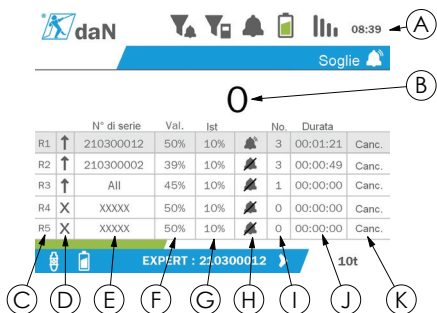 daN 08:39 A
Soglie
0 B
N° di serie Val. Ist No. Durata
R1 210300012 50% 10% 3 00:01:21 Canc.
R2 210300002 39% 10% 3 00:00:49 Canc.
R3 All 45% 10% 1 00:00:00 Canc.
R4 X XXXXX 50% 10% 0 00:00:00 Canc.
R5 X XXXXX 50% 10% 0 00:00:00 Canc.
EXPERT : 210300012 10t
C D E F G H I J K